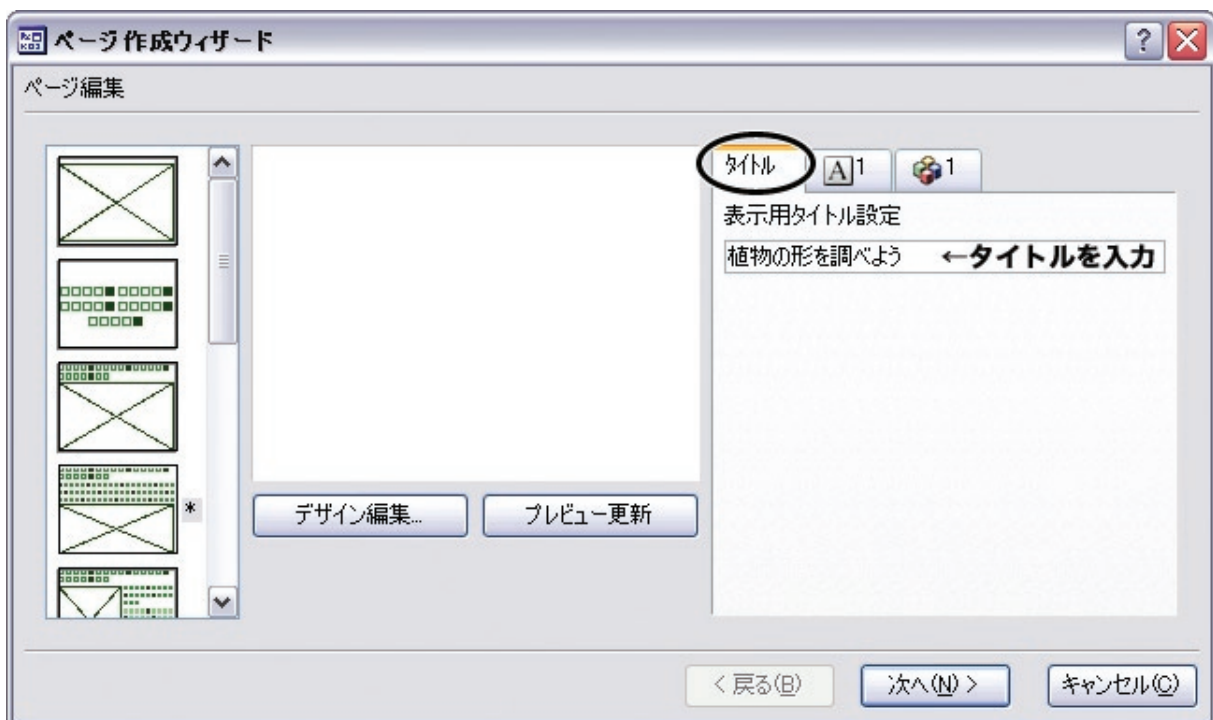 ページ作成ウィザード
ページ編集
タイトル
A 1
1
表示用タイトル設定
植物の形を調べよう ←タイトルを入力
*
デザイン編集...
プレビュー更新
< 戻る(B)
次へ(N) >
キャンセル(C)